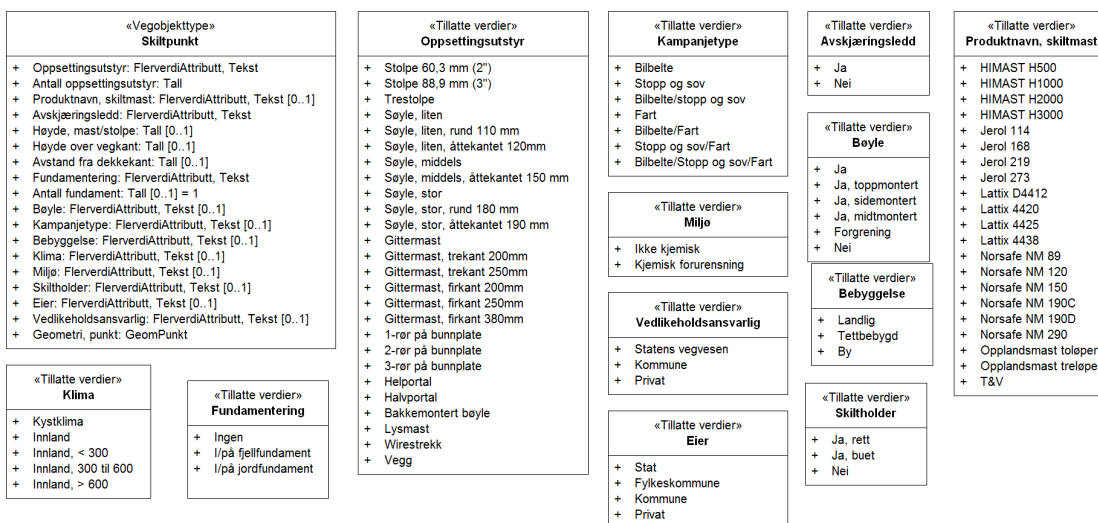 «Vegobjekttype»
Skiltpunkt
+ Oppsettingsutstyr: FlerverdiAttributt, Tekst
+ Antall oppsettingsutstyr: Tall
+ Produktnavn, skiltmast: FlerverdiAttributt, Tekst [0..1]
+ Avskjæringsledd: FlerverdiAttributt, Tekst
+ Høyde, mast/stolpe: Tall [0..1]
+ Høyde over vegkant: Tall [0..1]
+ Avstand fra dekkekant: Tall [0..1]
+ Fundamentering: FlerverdiAttributt, Tekst
+ Antall fundament: Tall [0..1] = 1
+ Bøyle: FlerverdiAttributt, Tekst [0..1]
+ Kampanjetype: FlerverdiAttributt, Tekst [0..1]
+ Bebyggelse: FlerverdiAttributt, Tekst [0..1]
+ Klima: FlerverdiAttributt, Tekst [0..1]
+ Miljø: FlerverdiAttributt, Tekst [0..1]
+ Skiltholder: FlerverdiAttributt, Tekst [0..1]
+ Eier: FlerverdiAttributt, Tekst [0..1]
+ Vedlikeholdsansvarlig: FlerverdiAttributt, Tekst [0..1]
+ Geometri, punkt: GeomPunkt
«Tillatte verdier»
Klima
+ Kystklima
+ Innland
+ Innland, < 300
+ Innland, 300 til 600
+ Innland, > 600
«Tillatte verdier»
Fundamentering
+ Ingen
+ I/på fjellfundament
+ I/på jordfundament
«Tillatte verdier»
Oppsettingsutstyr
+ Stolpe 60,3 mm (2")
+ Stolpe 88,9 mm (3")
+ Trestolpe
+ Søyle, liten
+ Søyle, liten, rund 110 mm
+ Søyle, liten, åttekantet 120mm
+ Søyle, middels
+ Søyle, middels, åttekantet 150 mm
+ Søyle, stor
+ Søyle, stor, rund 180 mm
+ Søyle, stor, åttekantet 190 mm
+ Gittermast
+ Gittermast, trekant 200mm
+ Gittermast, trekant 250mm
+ Gittermast, firkant 200mm
+ Gittermast, firkant 250mm
+ Gittermast, firkant 380mm
+ 1-rør på bunnplate
+ 2-rør på bunnplate
+ 3-rør på bunnplate
+ Helportal
+ Halvportal
+ Bakkemontert bøyle
+ Lysmast
+ Wirestrekk
+ Vegg
«Tillatte verdier»
Kampanjetype
+ Bilbelte
+ Stopp og sov
+ Bilbelte/stopp og sov
+ Fart
+ Bilbelte/Fart
+ Stopp og sov/Fart
+ Bilbelte/Stopp og sov/Fart
«Tillatte verdier»
Miljø
+ Ikke kjemisk
+ Kjemisk forurensning
«Tillatte verdier»
Vedlikeholdsansvarlig
+ Statens vegvesen
+ Kommune
+ Privat
«Tillatte verdier»
Eier
+ Stat
+ Fylkeskommune
+ Kommune
+ Privat
«Tillatte verdier»
Avskjæringsledd
+ Ja
+ Nei
«Tillatte verdier»
Bøyle
+ Ja
+ Ja, toppmontert
+ Ja, sidemontert
+ Ja, midtmontert
+ Forgrening
+ Nei
«Tillatte verdier»
Bebyggelse
+ Landlig
+ Tettbebygd
+ By
«Tillatte verdier»
Skiltholder
+ Ja, rett
+ Ja, buet
+ Nei
«Tillatte verdier»
Produktnavn, skiltmast
+ HIMAST H500
+ HIMAST H1000
+ HIMAST H2000
+ HIMAST H3000
+ Jerol 114
+ Jerol 168
+ Jerol 219
+ Jerol 273
+ Lattix D4412
+ Lattix 4420
+ Lattix 4425
+ Lattix 4438
+ Norsafe NM 89
+ Norsafe NM 120
+ Norsafe NM 150
+ Norsafe NM 190C
+ Norsafe NM 190D
+ Norsafe NM 290
+ Opplandsmast toløper
+ Opplandsmast treløper
+ T&V